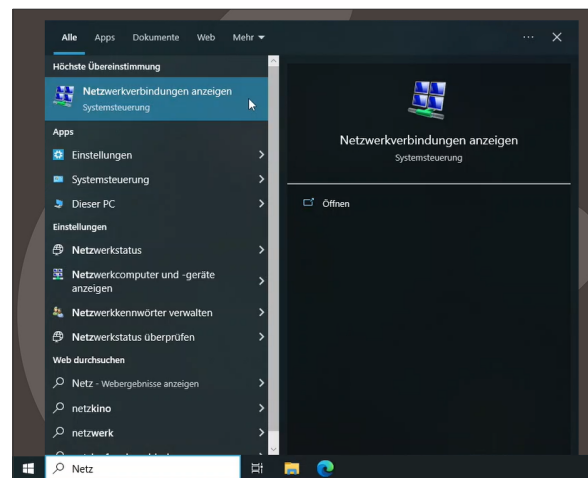 Alle Apps Dokumente Web Mehr
Höchste Übereinstimmung
Netzwerkverbindungen anzeigen
Systemsteuerung
Apps
Einstellungen
Systemsteuerung
Dieser PC
Einstellungen
Netzwerkstatus
Netzwerkcomputer und -geräte
anzeigen
Netzwerkkennwörter verwalten
Netzwerkstatus überprüfen
Web durchsuchen
Netz - Webergebnisse anzeigen
netzkino
netzwerk
Netz
Netzwerkverbindungen anzeigen
Systemsteuerung
Öffnen